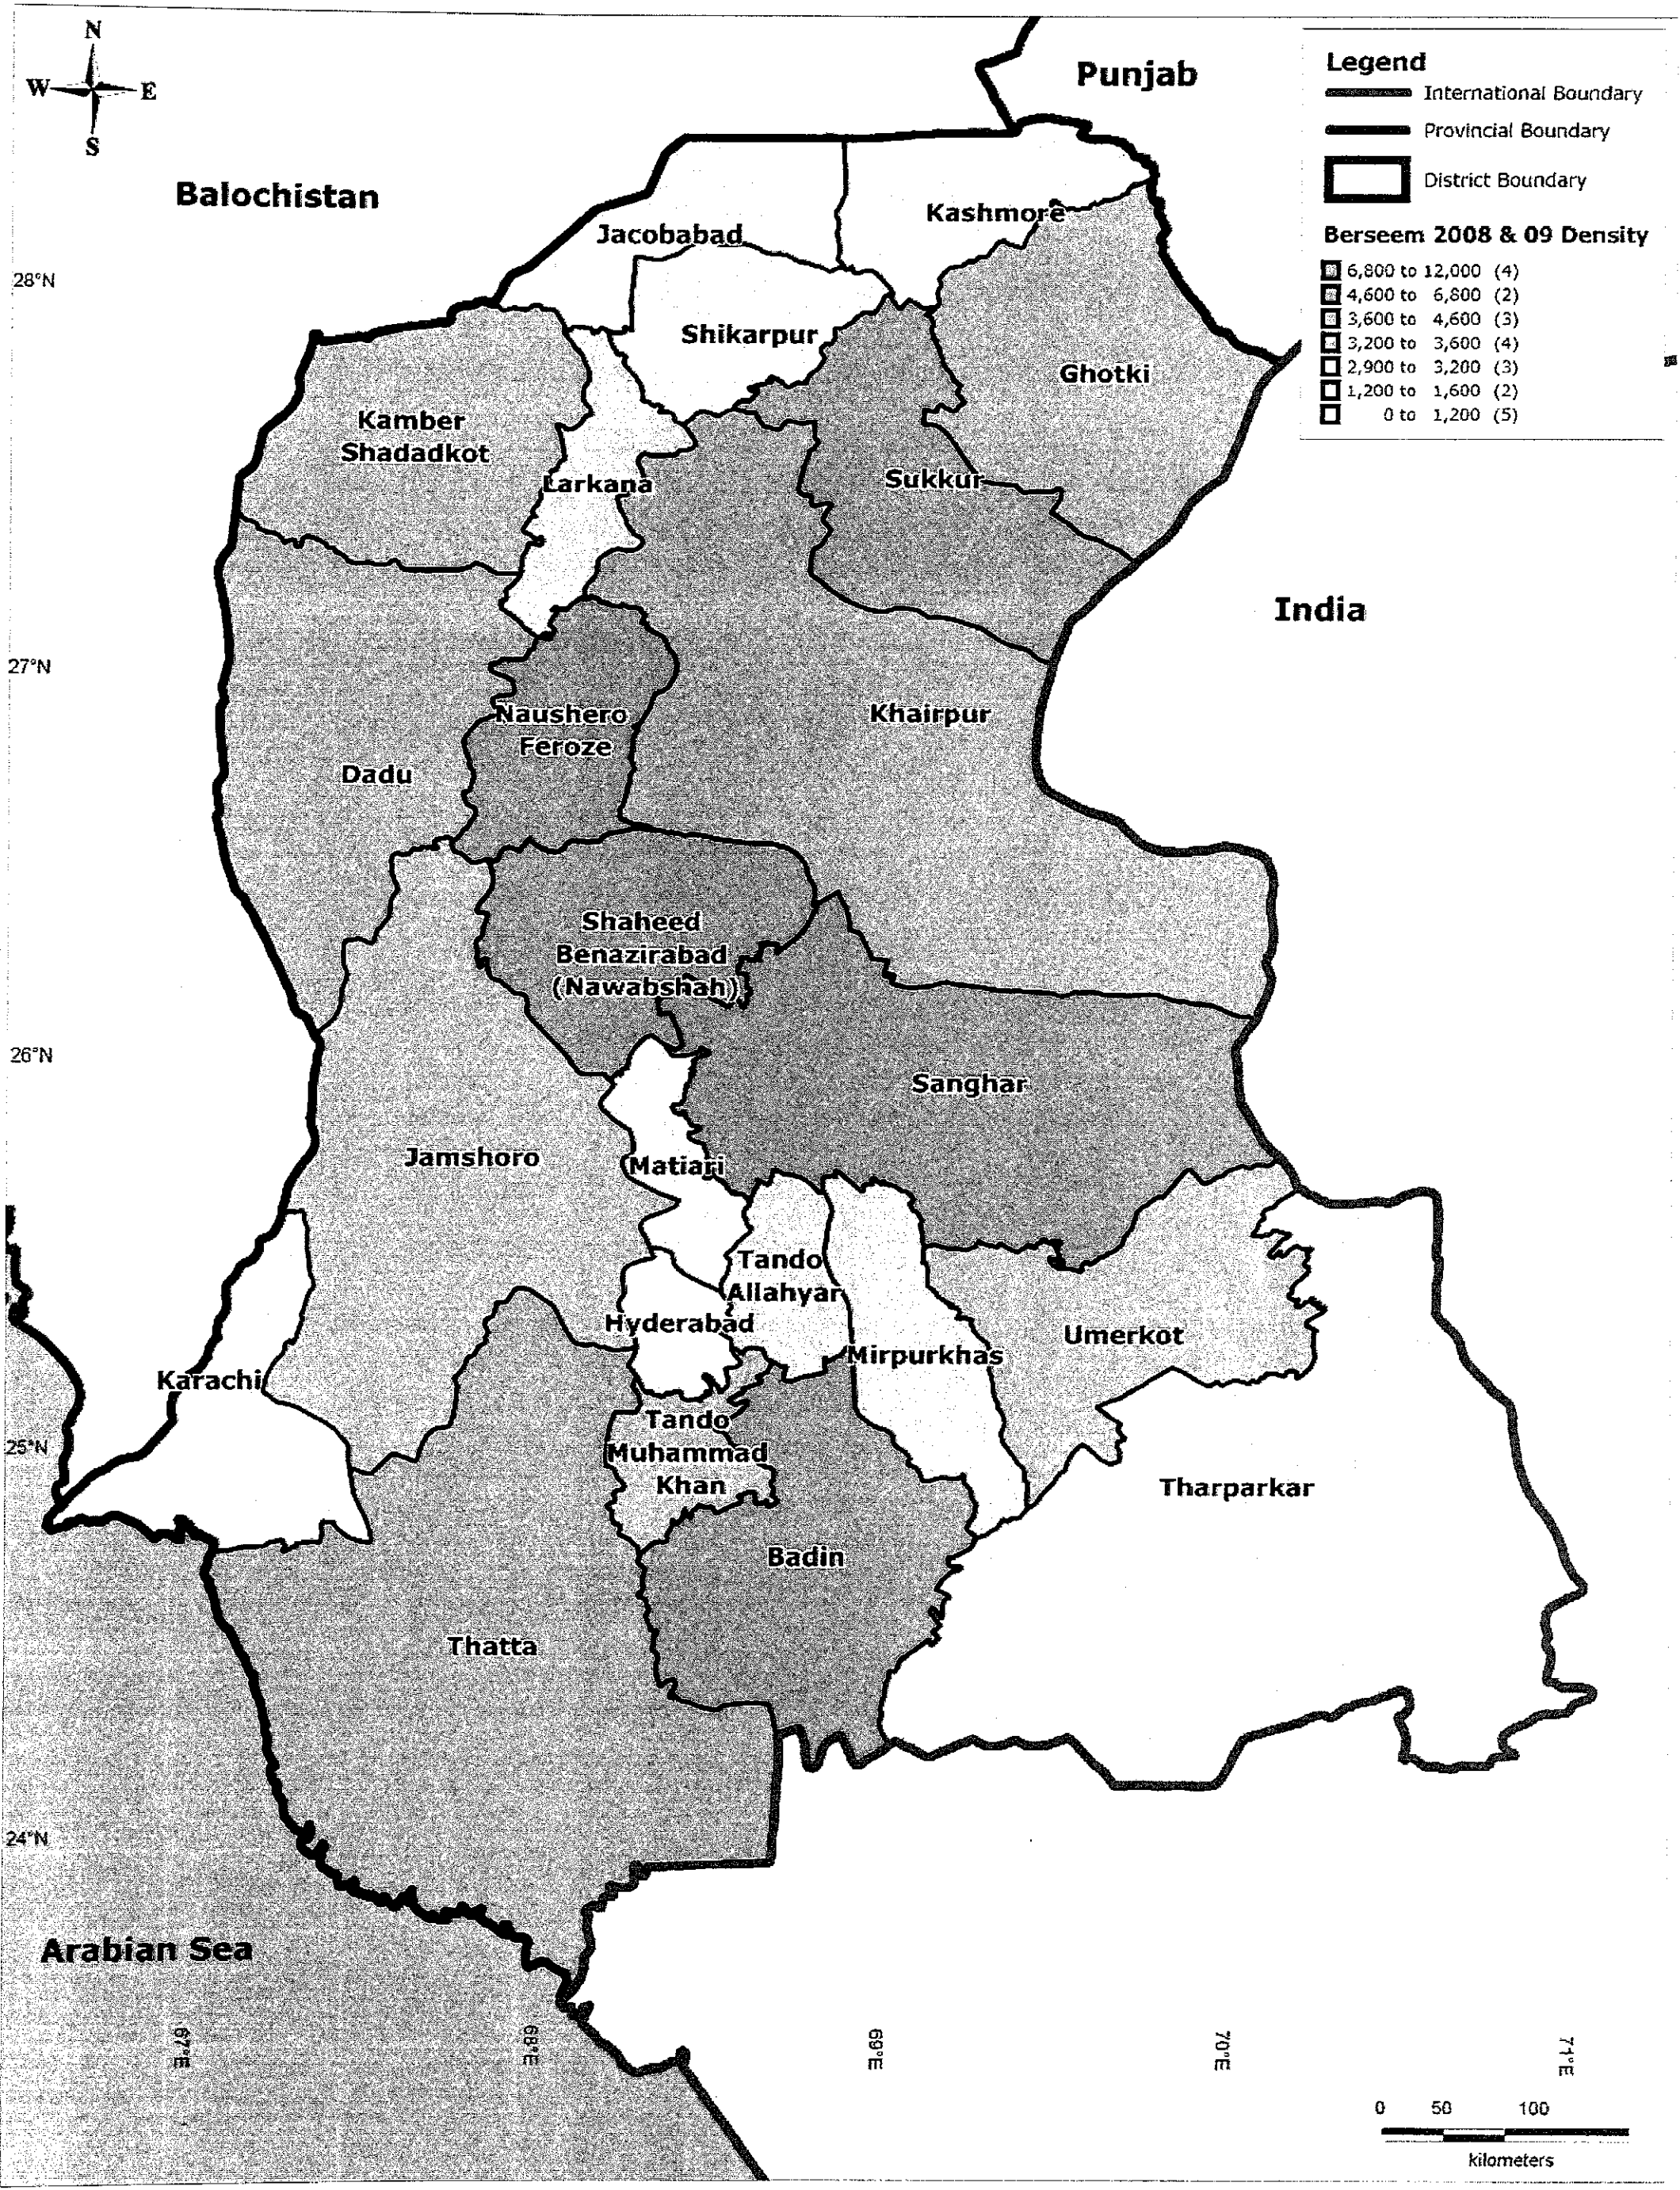 N
W E
S
Punjab
Balochistan
Legend
International Boundary
Provincial Boundary
District Boundary
Berseem 2008 & 09 Density
6,800 to 12,000 (4)
4,600 to 6,800 (2)
3,600 to 4,600 (3)
3,200 to 3,600 (4)
2,900 to 3,200 (3)
1,200 to 1,600 (2)
0 to 1,200 (5)
28°N
Jacobabad
Kashmore
Shikarpur
Ghotki
Kamber
Shadadkot
Larkana
Sukkur
India
27°N
Naushero
Feroze
Khairpur
Dadu
Shaheed
Benazirabad
(Nawabshah)
26°N
Sanghar
Jamshoro
Matiari
Tando
Allahyar
Hyderabad
Umerkot
Mirpurkhas
Karachi
25°N
Tando
Muhammad
Khan
Tharparkar
Badin
Thatta
24°N
Arabian Sea
67°E
68°E
69°E
70°E
71°E
0 50 100
kilometers